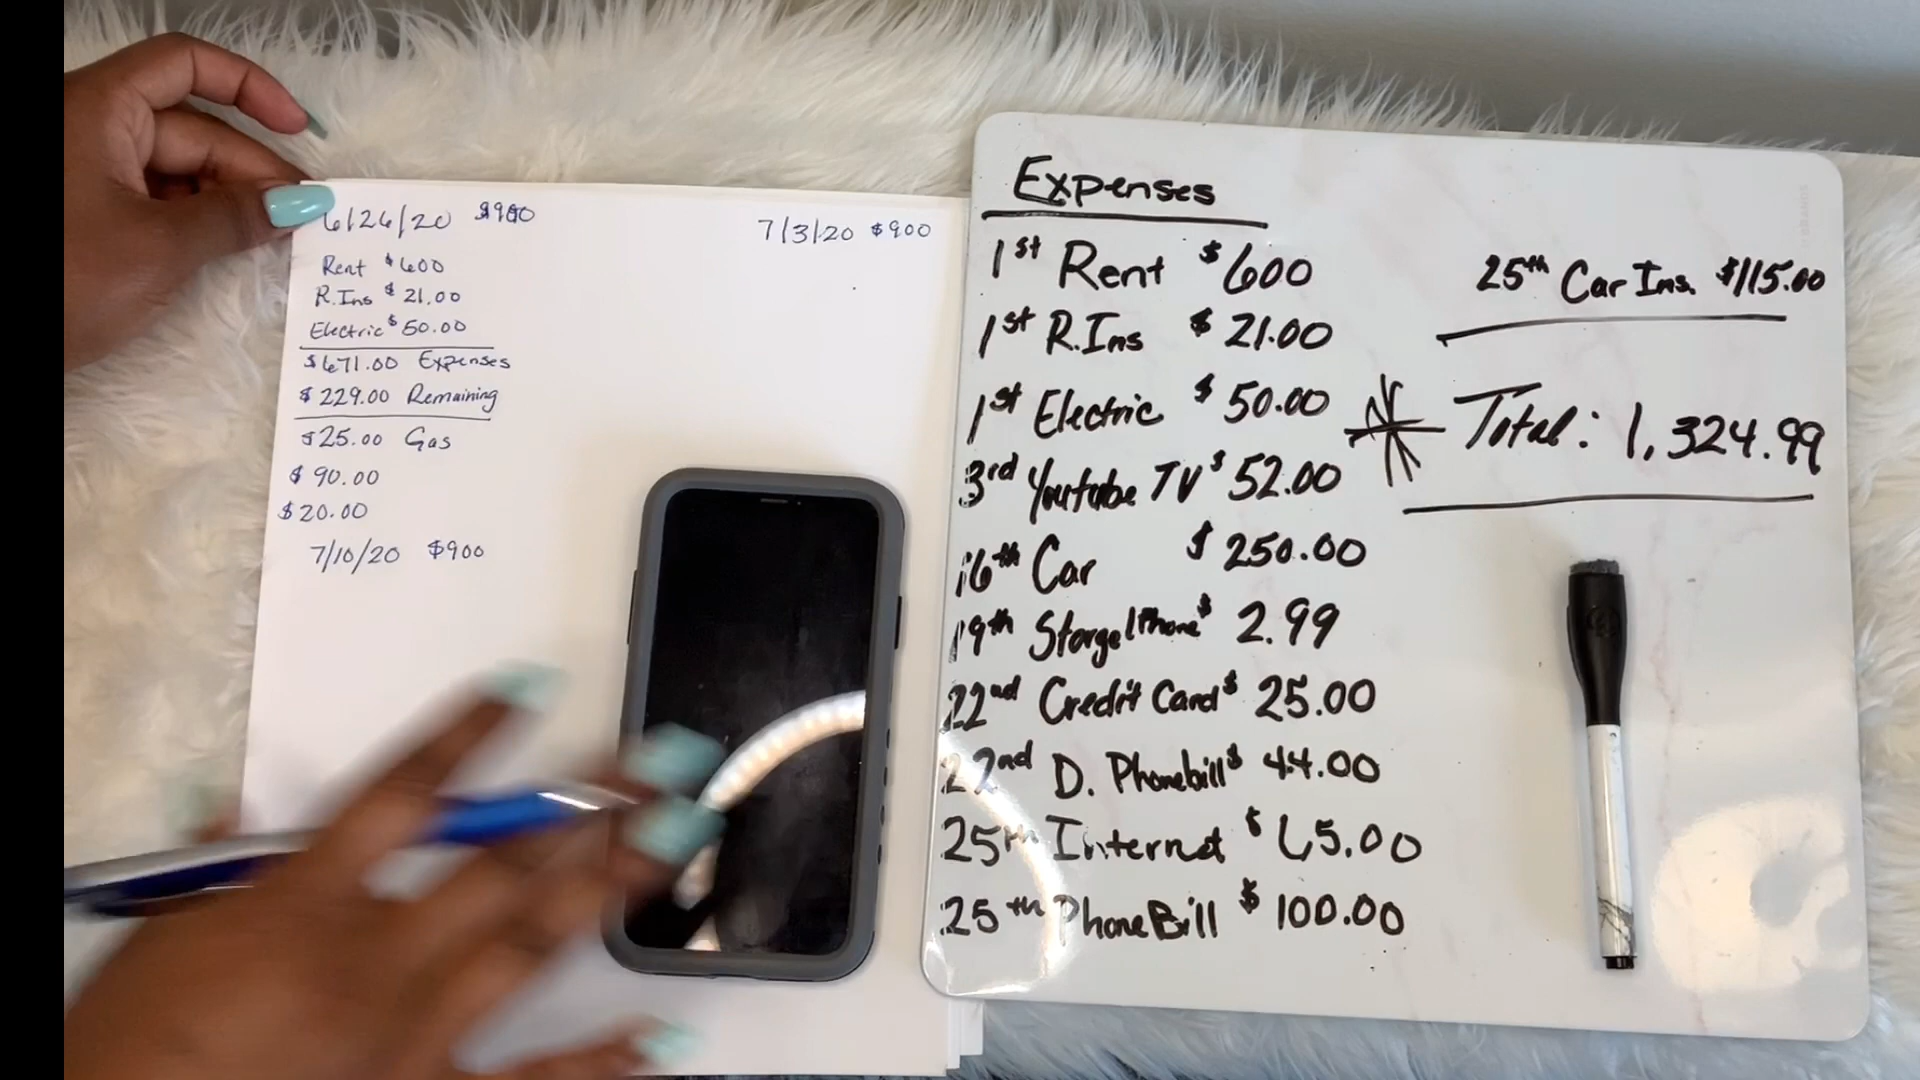 6/26/20 $900
Rent $600
R.Ins $21.00
Electric $50.00
$671.00 Expenses
$229.00 Remaining
$25.00 Gas
$90.00
$20.00
7/10/20 $900
7/3/20 $900
Expenses
1st Rent $600
1st R.Ins $21.00
1st Electric $50.00
3rd Youtube TV $52.00
16th Car $250.00
19th Storge iPhone $2.99
22nd Credit Card $25.00
22nd D. Phonebill $44.00
25th Internet $65.00
25th Phone Bill $100.00
25th Car Ins. $115.00
Total: 1,324.99